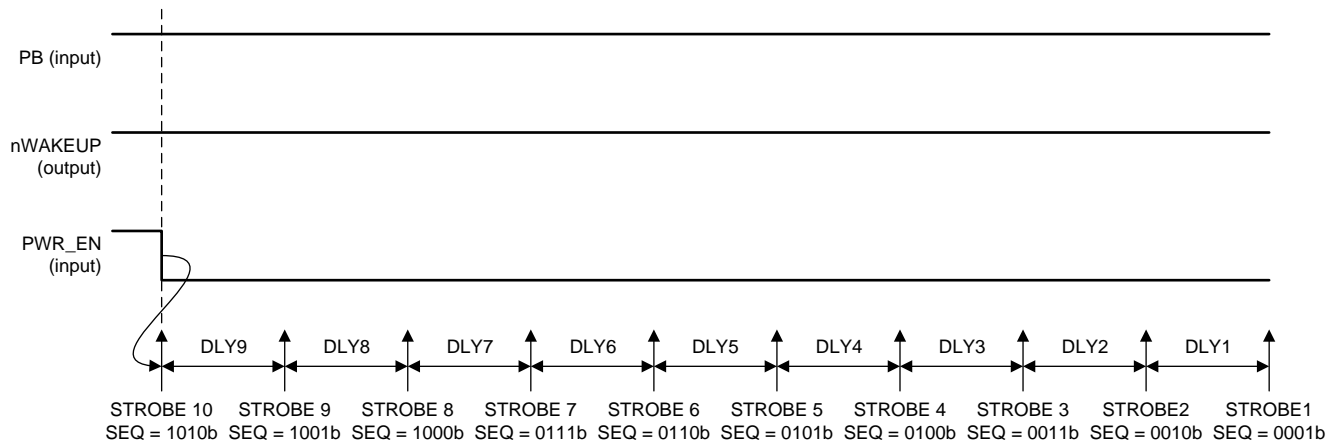 PB (input)
nWAKEUP
(output)
PWR_EN
(input)
DLY9 DLY8 DLY7 DLY6 DLY5 DLY4 DLY3 DLY2 DLY1
STROBE 10 STROBE 9 STROBE 8 STROBE 7 STROBE 6 STROBE 5 STROBE 4 STROBE 3 STROBE2 STROBE1
SEQ = 1010b SEQ = 1001b SEQ = 1000b SEQ = 0111b SEQ = 0110b SEQ = 0101b SEQ = 0100b SEQ = 0011b SEQ = 0010b SEQ = 0001b